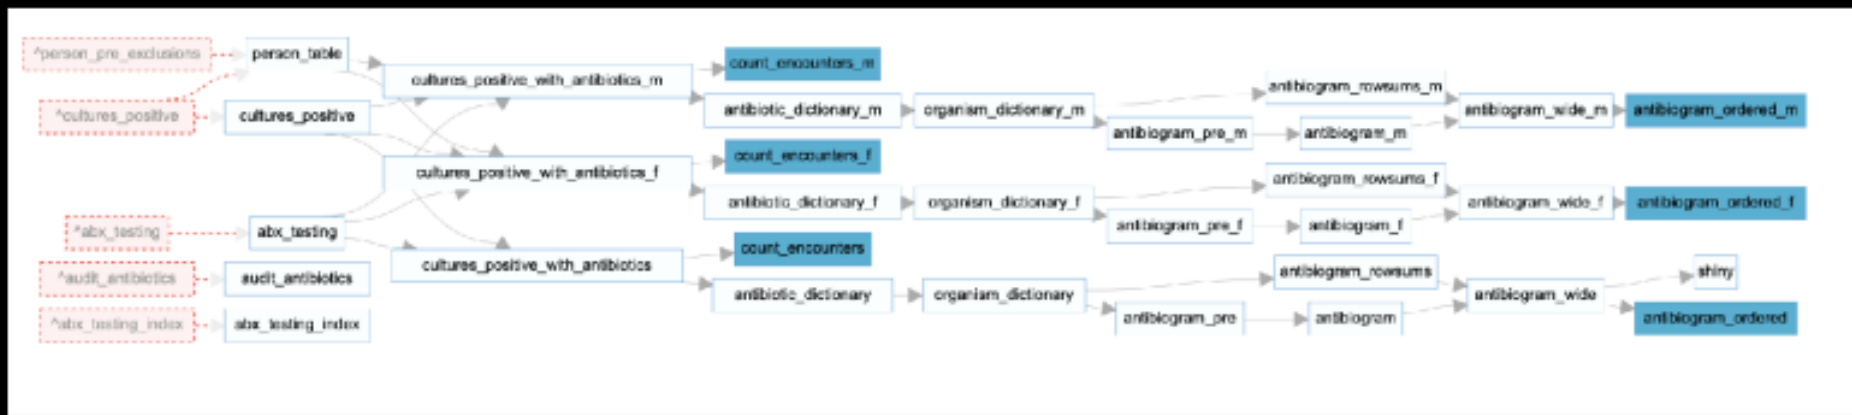 ^person_pre_exclusions
person_table
cultures_positive_with_antibiotics_m
count_encounters_m
antibiotic_dictionary_m
organism_dictionary_m
antibiogram_rowsums_m
antibiogram_pre_m
antibiogram_m
antibiogram_wide_m
antibiogram_ordered_m
^cultures_positive
cultures_positive
cultures_positive_with_antibiotics_f
count_encounters_f
antibiotic_dictionary_f
organism_dictionary_f
antibiogram_rowsums_f
antibiogram_pre_f
antibiogram_f
antibiogram_wide_f
antibiogram_ordered_f
^abx_testing
abx_testing
cultures_positive_with_antibiotics
count_encounters
antibiotic_dictionary
organism_dictionary
antibiogram_rowsums
antibiogram_pre
antibiogram
antibiogram_wide
shiny
antibiogram_ordered
^audit_antibiotics
audit_antibiotics
^abx_testing_index
abx_testing_index